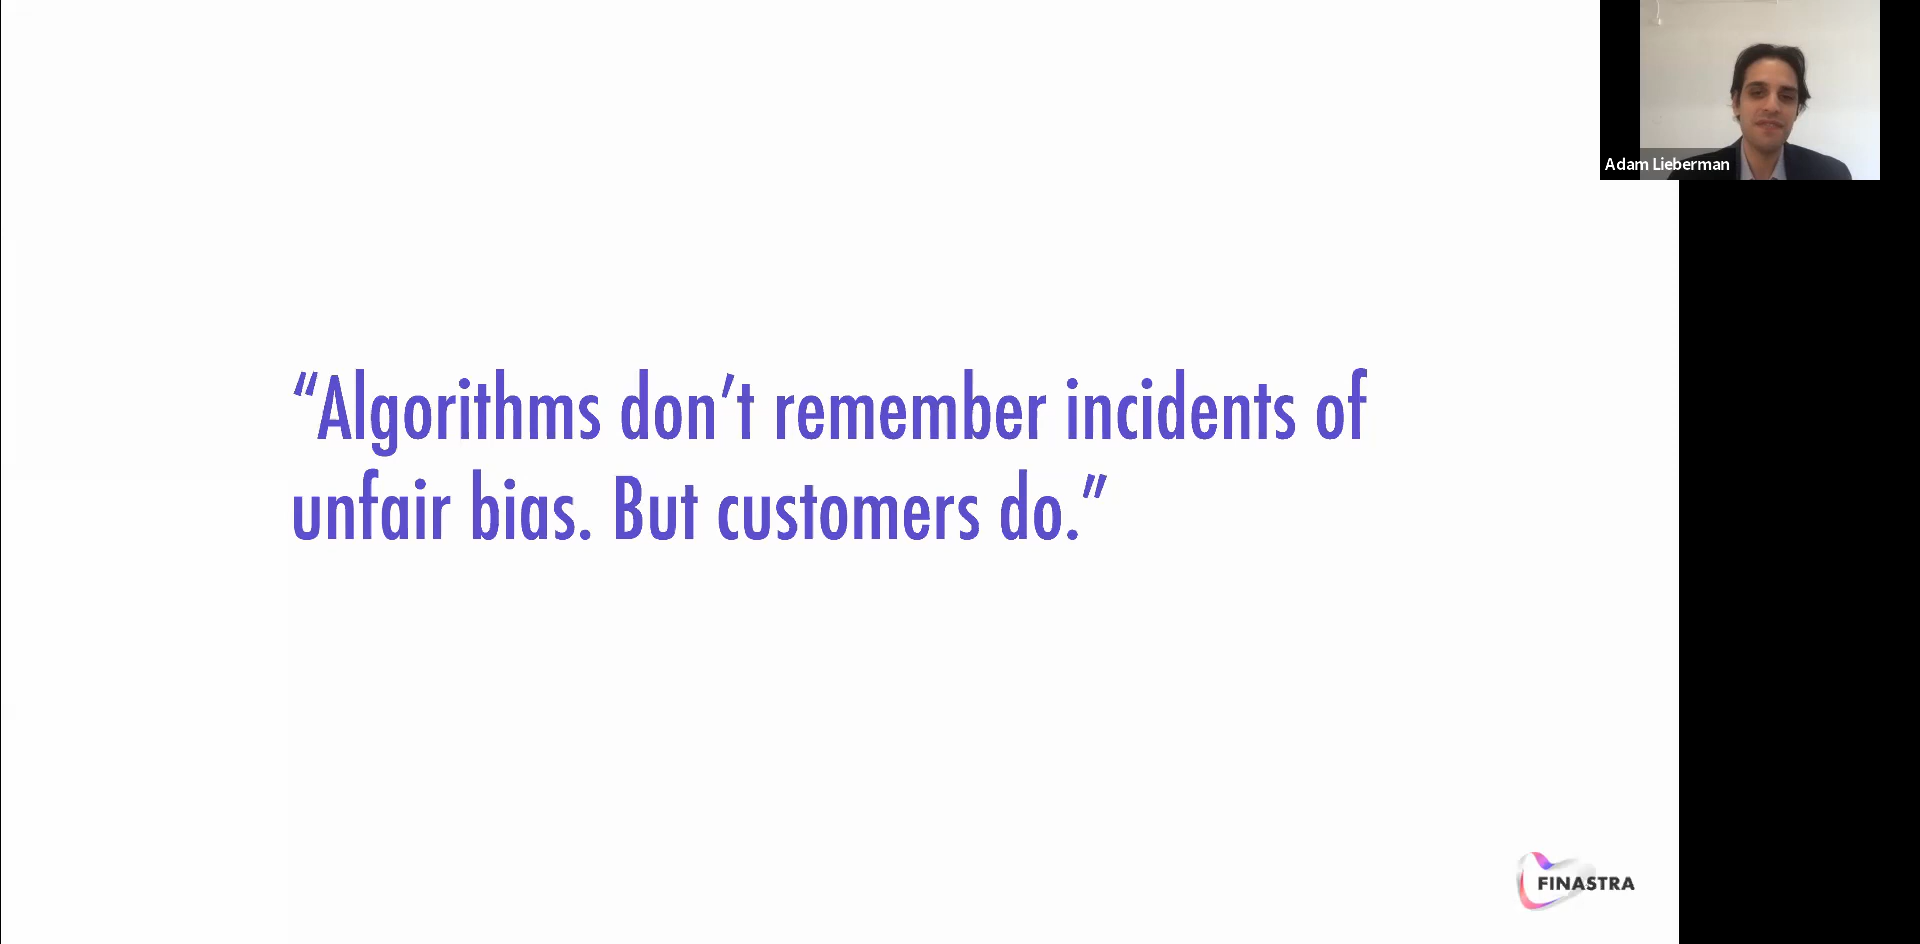 Adam Lieberman
“Algorithms don’t remember incidents of
unfair bias. But customers do.”
FINASTRA